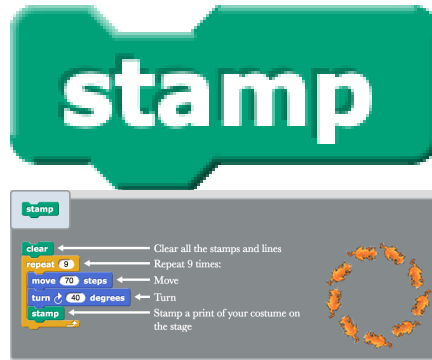 stamp
stamp
clear
Clear all the stamps and lines
repeat 9
Repeat 9 times:
move 70 steps
Move
turn 40 degrees
Turn
stamp
Stamp a print of your costume on
the stage